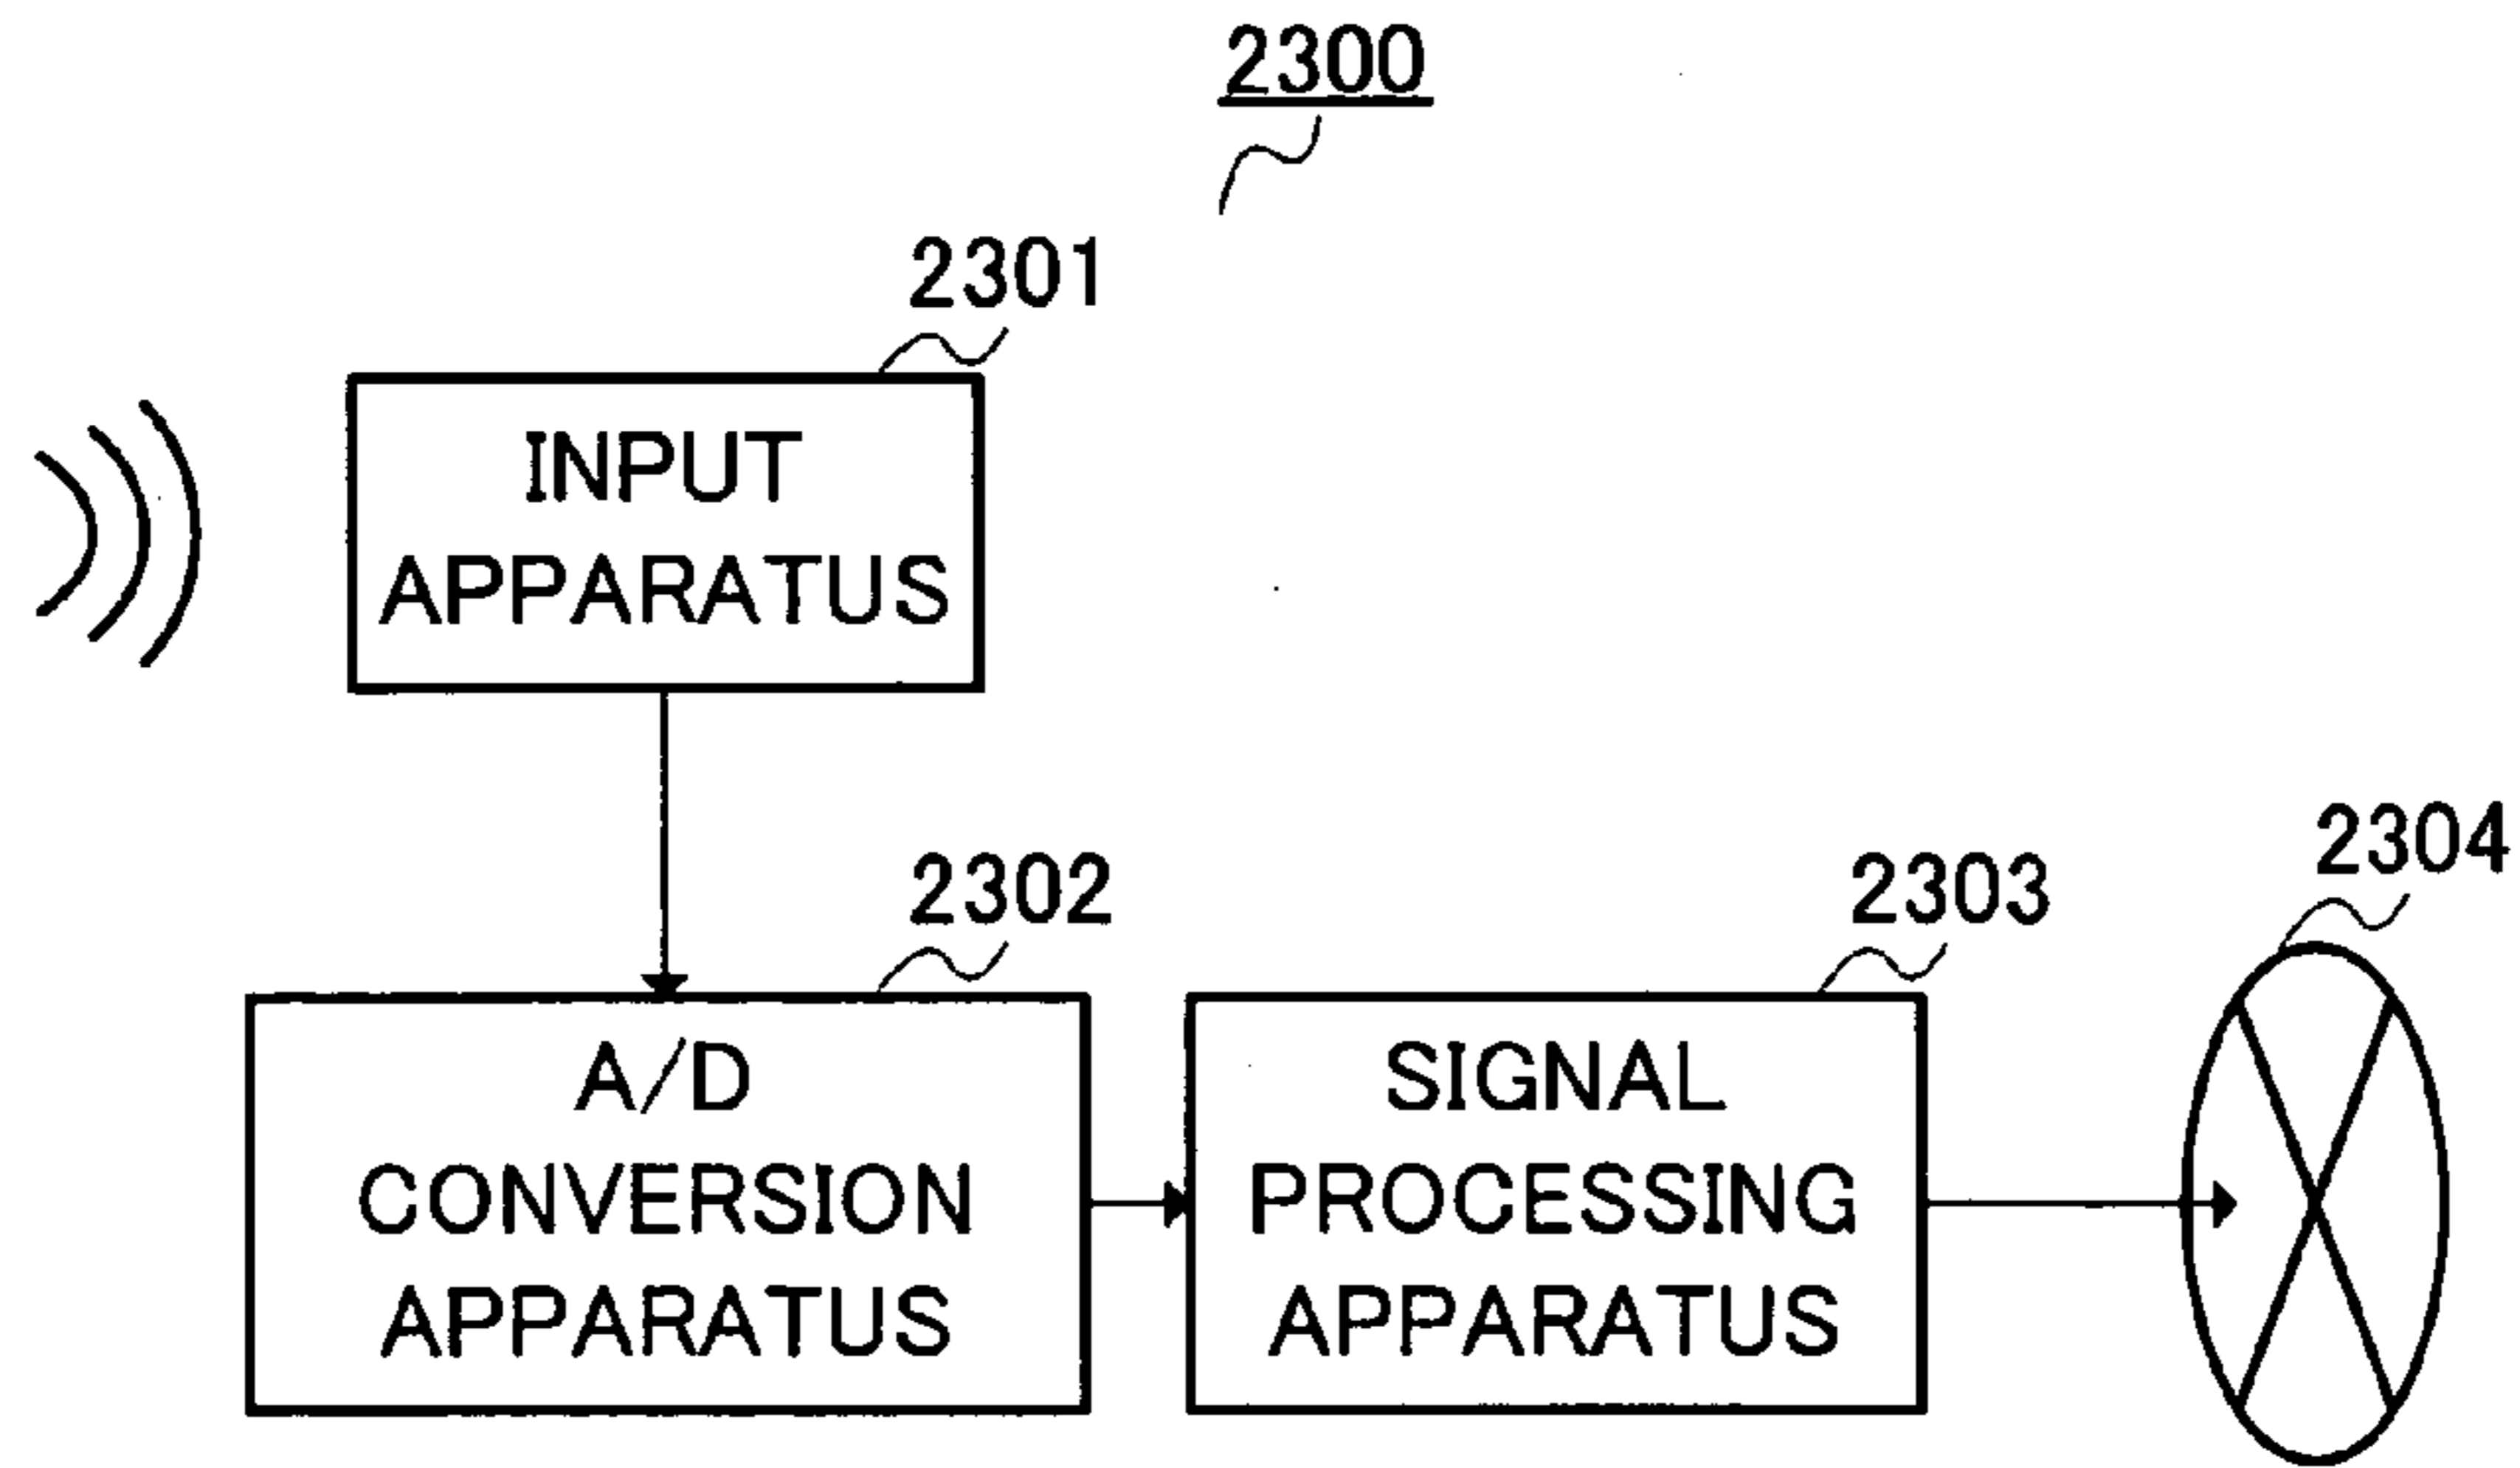 2300
2301
INPUT
APPARATUS
2302
2303
2304
A/D
CONVERSION
APPARATUS
SIGNAL
PROCESSING
APPARATUS